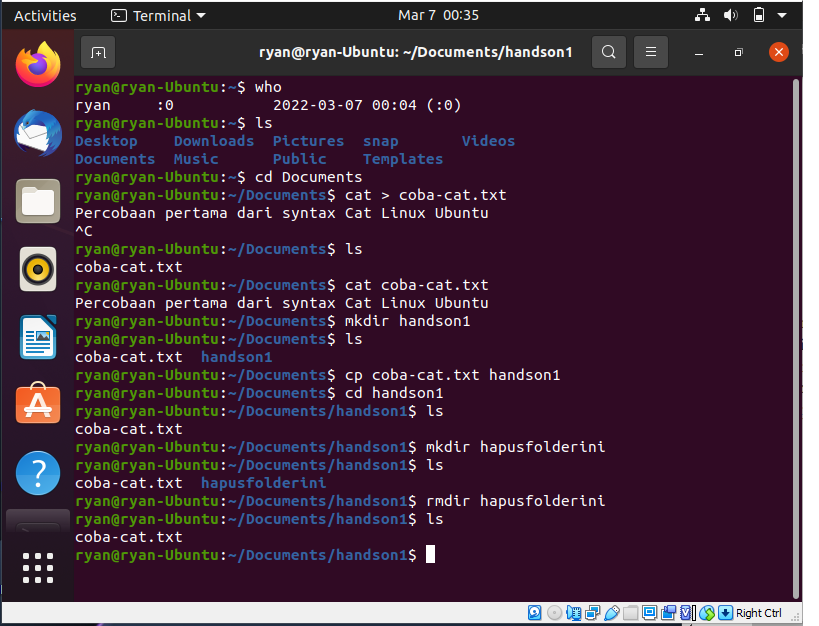 Activities Terminal Mar 7 00:35
ryan@ryan-Ubuntu: ~/Documents/handson1
ryan@ryan-Ubuntu:~$ who
ryan     :0           2022-03-07 00:04 (:0)
ryan@ryan-Ubuntu:~$ ls
Desktop    Downloads  Pictures  snap       Videos
Documents  Music      Public    Templates
ryan@ryan-Ubuntu:~$ cd Documents
ryan@ryan-Ubuntu:~/Documents$ cat > coba-cat.txt
Percobaan pertama dari syntax Cat Linux Ubuntu
^C
ryan@ryan-Ubuntu:~/Documents$ ls
coba-cat.txt
ryan@ryan-Ubuntu:~/Documents$ cat coba-cat.txt
Percobaan pertama dari syntax Cat Linux Ubuntu
ryan@ryan-Ubuntu:~/Documents$ mkdir handson1
ryan@ryan-Ubuntu:~/Documents$ ls
coba-cat.txt  handson1
ryan@ryan-Ubuntu:~/Documents$ cp coba-cat.txt handson1
ryan@ryan-Ubuntu:~/Documents$ cd handson1
ryan@ryan-Ubuntu:~/Documents/handson1$ ls
coba-cat.txt
ryan@ryan-Ubuntu:~/Documents/handson1$ mkdir hapusfolderini
ryan@ryan-Ubuntu:~/Documents/handson1$ ls
coba-cat.txt  hapusfolderini
ryan@ryan-Ubuntu:~/Documents/handson1$ rmdir hapusfolderini
ryan@ryan-Ubuntu:~/Documents/handson1$ ls
coba-cat.txt
ryan@ryan-Ubuntu:~/Documents/handson1$
Right Ctrl